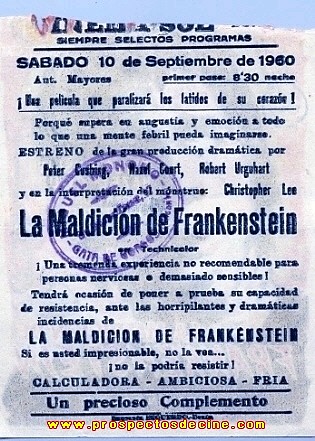 SIEMPRE SELECTOS PROGRAMAS
SABADO 10 de Septiembre de 1960
Aut. Mayores primer pase: 8'30 noche
¡Una pelicula que paralizará los latidos de su corazón!
Porque supera en augustia y emoción a todo
lo que una mente febril pueda imaginarse.
ESTRENO de la gran producción dramática por
Peter Cushing, Hazel Court, Robert Urguhart
y en la interpretación del monstruo: Christopher Lee
La Maldición de Frankenstein
en Technicolor
¡Una tremenda experiencia no recomendable para
personas nerviosas o demasiado sensibles!
Tendrá ocasión de poner a prueba su capacidad
de resistencia, ante las horripilantes y dramáticas
incidencias de
LA MALDICION DE FRANKENSTEIN
Si es usted impresionable, no la vea...
¡no la podría resistir!
CALCULADORA - AMBICIOSA - FRIA
Un precioso Complemento
www.prospectosdecine.com